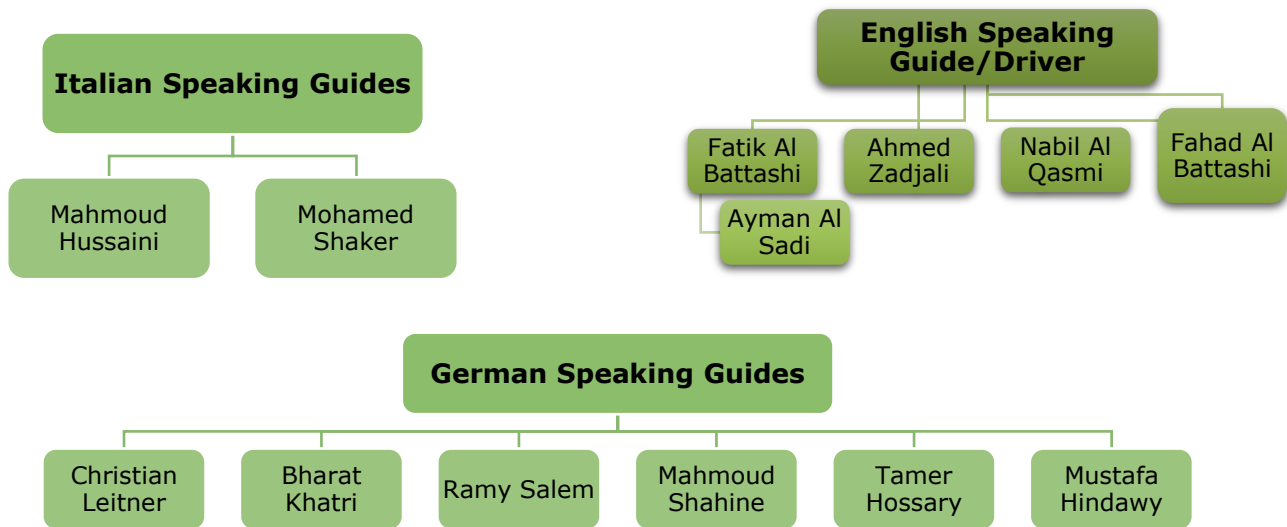 Italian Speaking Guides
Mahmoud
Hussaini
Mohamed
Shaker
English Speaking
Guide/Driver
Fatik Al
Battashi
Ahmed
Zadjali
Nabil Al
Qasmi
Fahad Al
Battashi
Ayman Al
Sadi
German Speaking Guides
Christian
Leitner
Bharat
Khatri
Ramy Salem
Mahmoud
Shahine
Tamer
Hossary
Mustafa
Hindawy